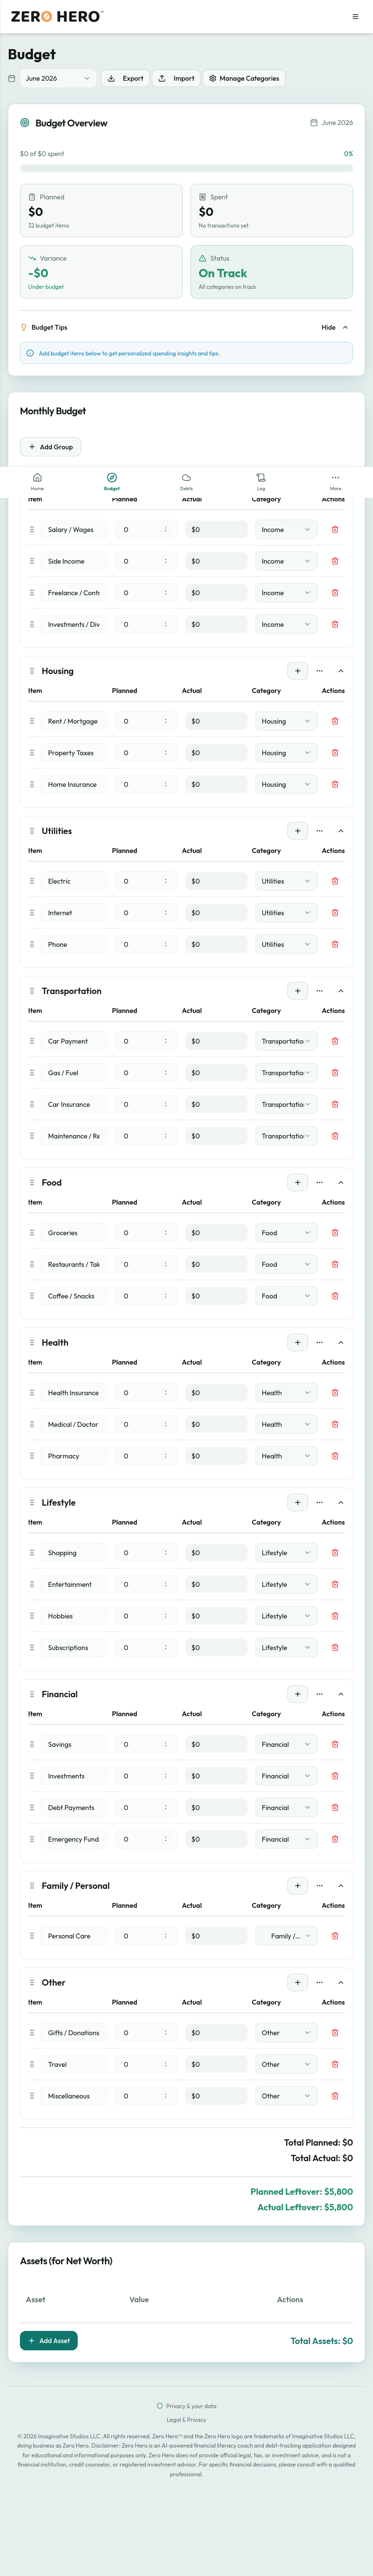 ZERO HERO™
Budget
June 2026
Export
Import
Manage Categories
Budget Overview
June 2026
$0 of $0 spent
0%
Planned
$0
32 budget items
Spent
$0
No transactions yet
Variance
-$0
Under budget
Status
On Track
All categories on track
Budget Tips
Hide
Add budget items below to get personalized spending insights and tips.
Monthly Budget
Add Group
Home
Budget
Debts
Log
More
Item Planned Actual Category Actions
Salary / Wages 0 $0 Income
Side Income 0 $0 Income
Freelance / Contr 0 $0 Income
Investments / Div 0 $0 Income
Housing
Item Planned Actual Category Actions
Rent / Mortgage 0 $0 Housing
Property Taxes 0 $0 Housing
Home Insurance 0 $0 Housing
Utilities
Item Planned Actual Category Actions
Electric 0 $0 Utilities
Internet 0 $0 Utilities
Phone 0 $0 Utilities
Transportation
Item Planned Actual Category Actions
Car Payment 0 $0 Transportation
Gas / Fuel 0 $0 Transportation
Car Insurance 0 $0 Transportation
Maintenance / Re 0 $0 Transportation
Food
Item Planned Actual Category Actions
Groceries 0 $0 Food
Restaurants / Tak 0 $0 Food
Coffee / Snacks 0 $0 Food
Health
Item Planned Actual Category Actions
Health Insurance 0 $0 Health
Medical / Doctor 0 $0 Health
Pharmacy 0 $0 Health
Lifestyle
Item Planned Actual Category Actions
Shopping 0 $0 Lifestyle
Entertainment 0 $0 Lifestyle
Hobbies 0 $0 Lifestyle
Subscriptions 0 $0 Lifestyle
Financial
Item Planned Actual Category Actions
Savings 0 $0 Financial
Investments 0 $0 Financial
Debt Payments 0 $0 Financial
Emergency Fund 0 $0 Financial
Family / Personal
Item Planned Actual Category Actions
Personal Care 0 $0 Family /...
Other
Item Planned Actual Category Actions
Gifts / Donations 0 $0 Other
Travel 0 $0 Other
Miscellaneous 0 $0 Other
Total Planned: $0
Total Actual: $0
Planned Leftover: $5,800
Actual Leftover: $5,800
Assets (for Net Worth)
Asset Value Actions
Add Asset
Total Assets: $0
Privacy & your data
Legal & Privacy
© 2026 Imaginative Studios LLC. All rights reserved. Zero Hero™ and the Zero Hero logo are trademarks of Imaginative Studios LLC,
doing business as Zero Hero. Disclaimer: Zero Hero is an AI-powered financial literacy coach and debt-tracking application designed
for educational and informational purposes only. Zero Hero does not provide official legal, tax, or investment advice, and is not a
financial institution, credit counselor, or registered investment advisor. For specific financial decisions, please consult with a qualified
professional.